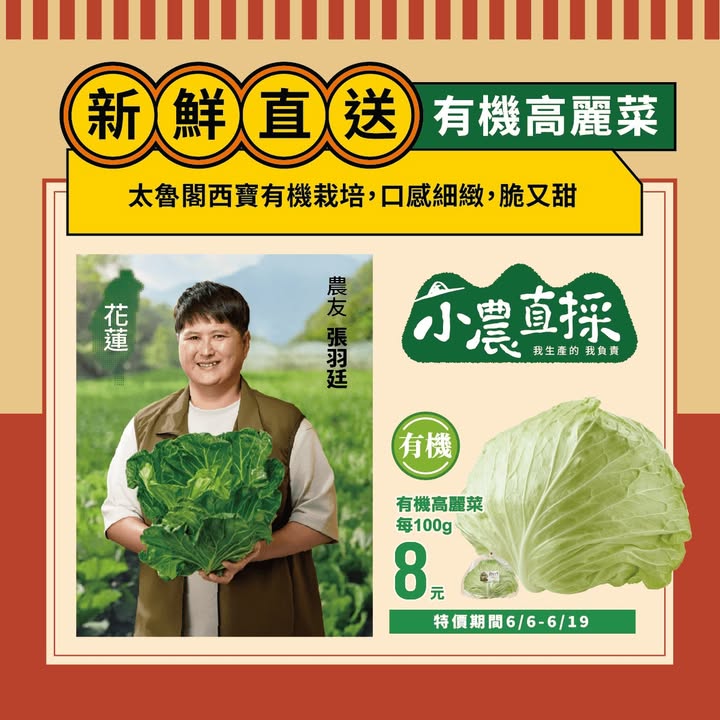 新鮮直送
有機高麗菜
太魯閣西寶有機栽培,口感細緻,脆又甜
花蓮
農友 張羽廷
小農直採
我生產的 我負責
有機
有機高麗菜
每100g
8元
特價期間6/6-6/19